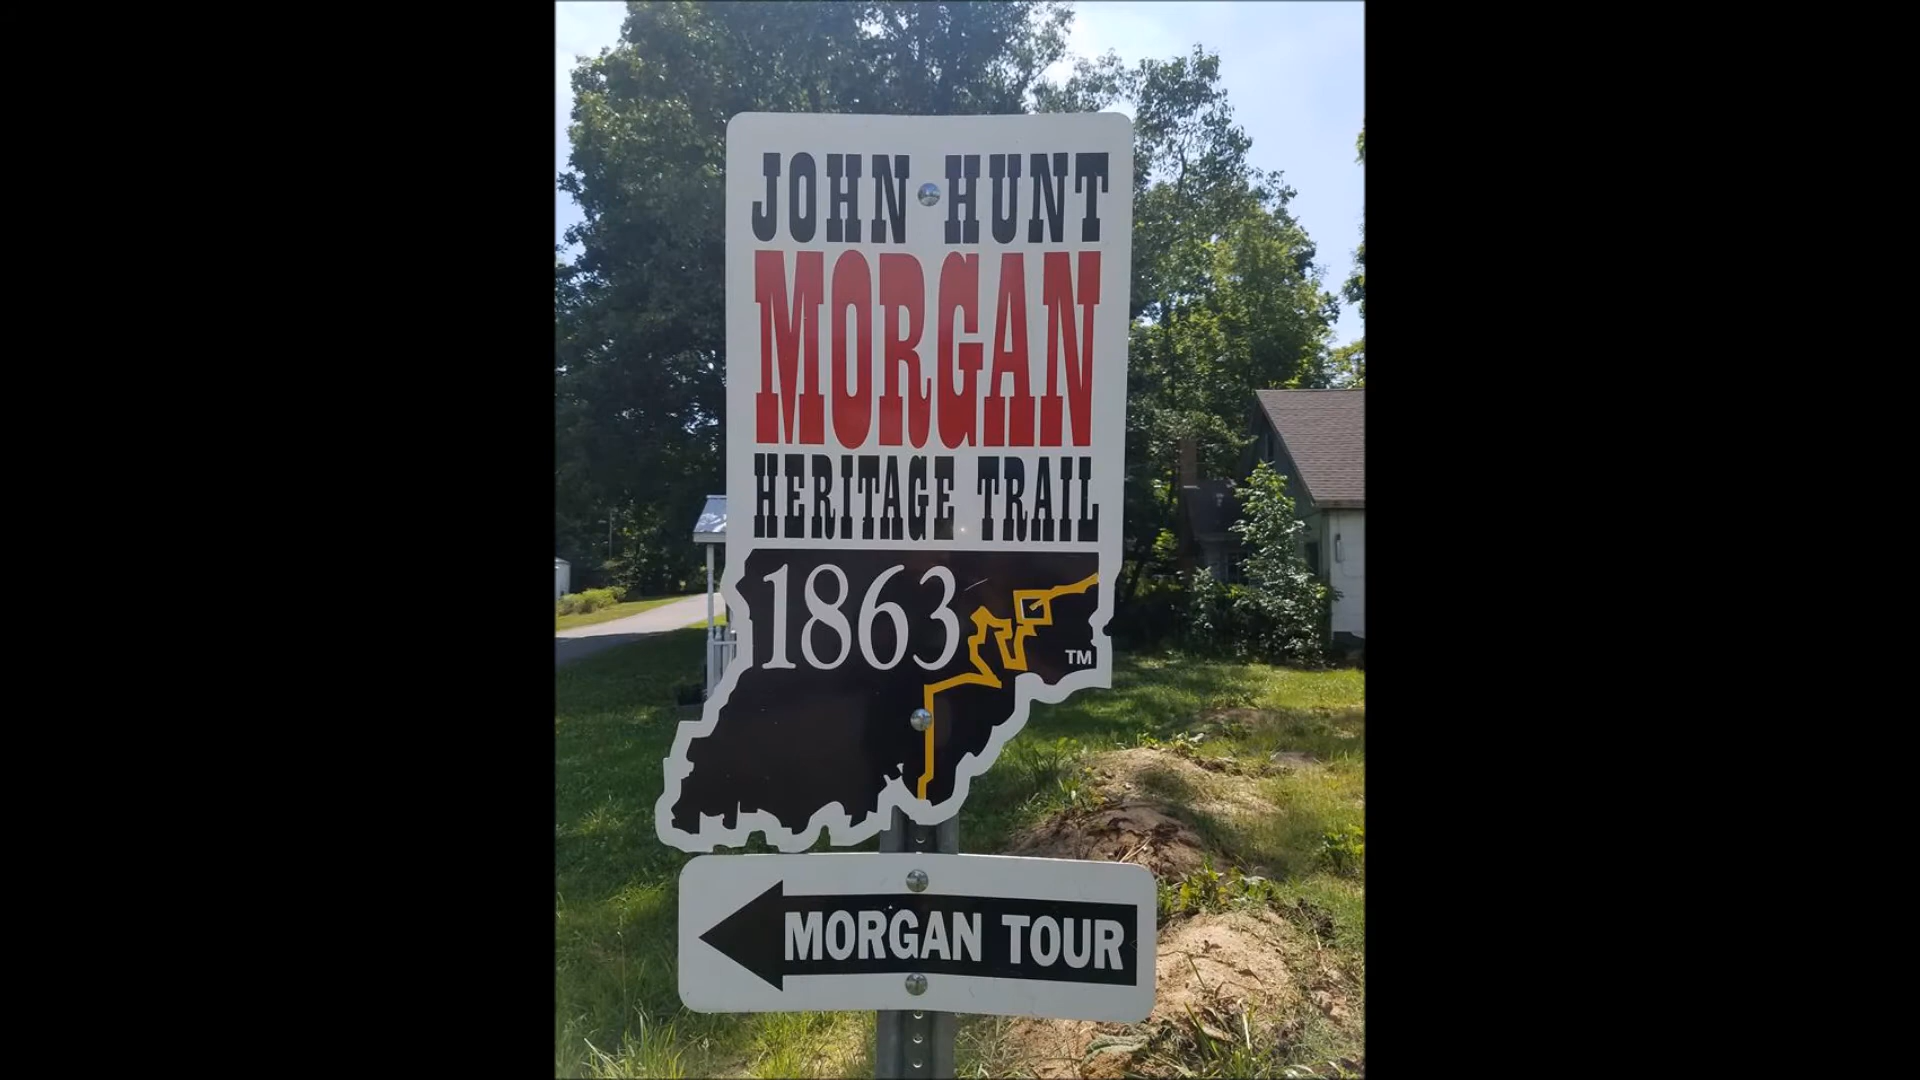 JOHN HUNT
MORGAN
HERITAGE TRAIL
1863
TM
MORGAN TOUR